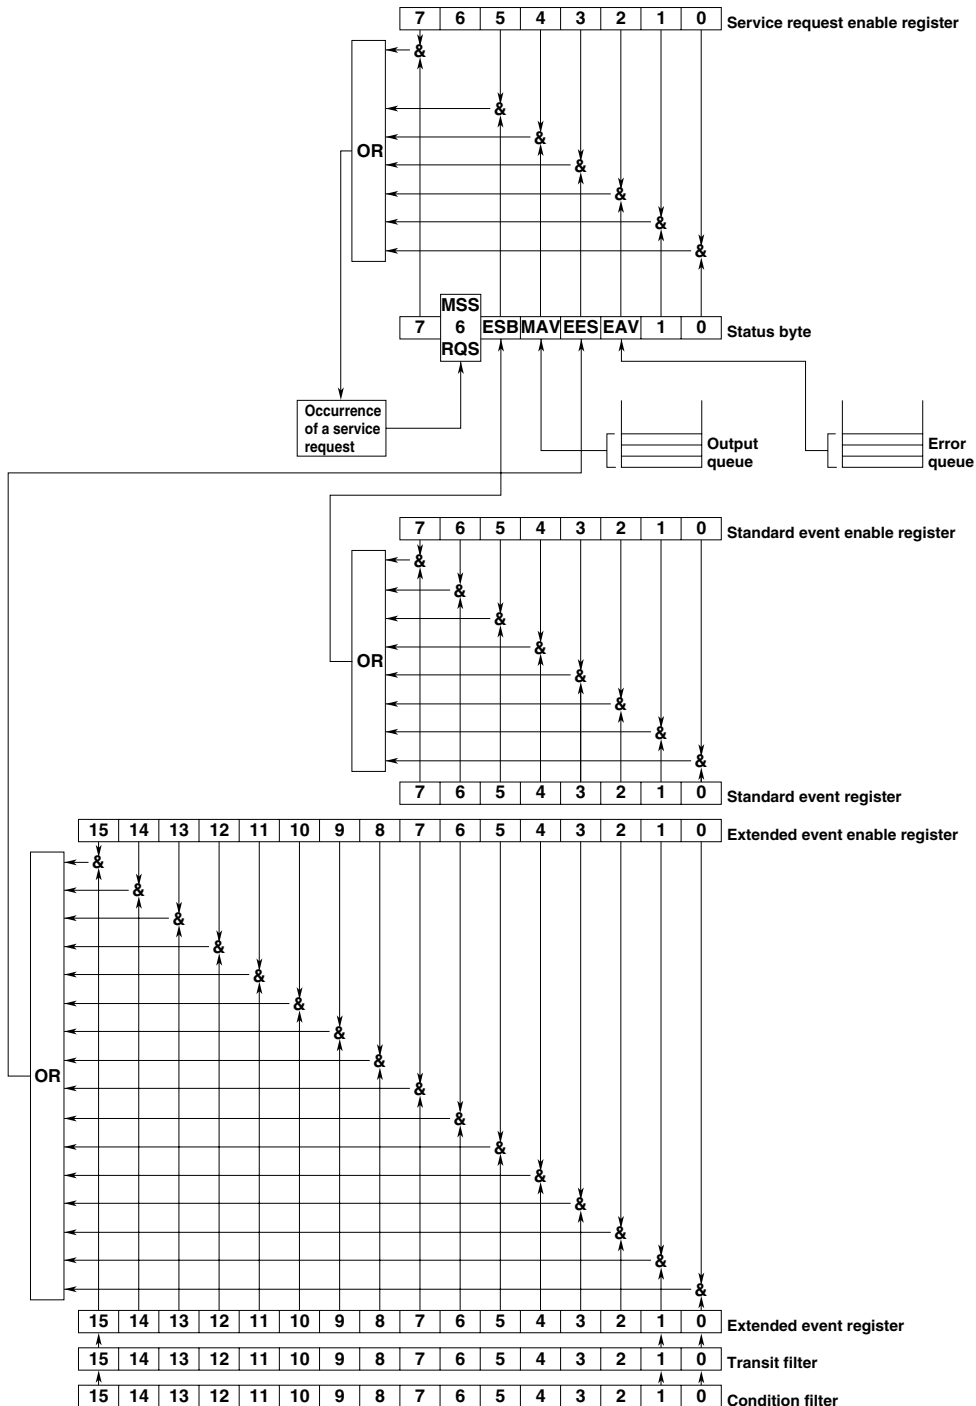 7 6 5 4 3 2 1 0 Service request enable register
&
&
&
OR
&
&
&
&
MSS
7 6 ESB MAV EES EAV 1 0 Status byte
RQS
Occurrence
of a service
request
Output
queue
Error
queue
7 6 5 4 3 2 1 0 Standard event enable register
&
&
&
&
OR
&
&
&
&
7 6 5 4 3 2 1 0 Standard event register
15 14 13 12 11 10 9 8 7 6 5 4 3 2 1 0 Extended event enable register
&
&
&
&
&
&
&
&
OR
&
&
&
&
&
&
&
&
15 14 13 12 11 10 9 8 7 6 5 4 3 2 1 0 Extended event register
15 14 13 12 11 10 9 8 7 6 5 4 3 2 1 0 Transit filter
15 14 13 12 11 10 9 8 7 6 5 4 3 2 1 0 Condition filter